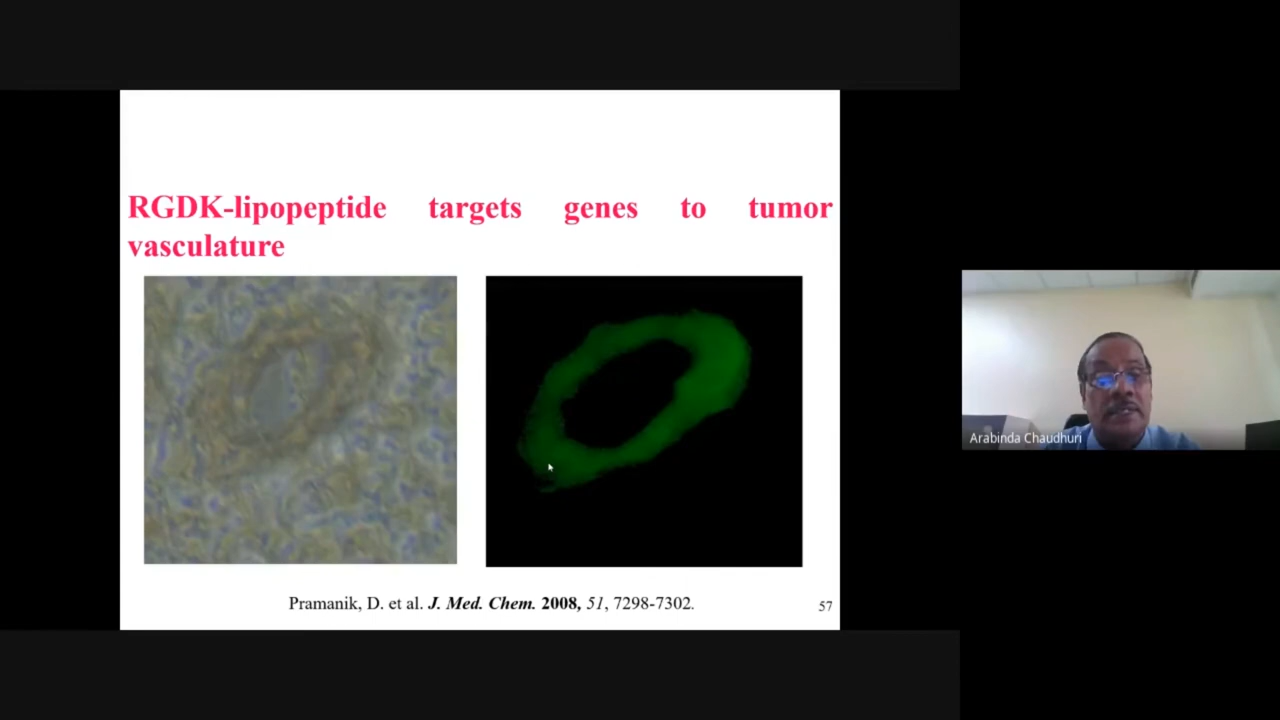 RGDK-lipopeptide targets genes to tumor
vasculature
Pramanik, D. et al. J. Med. Chem. 2008, 51, 7298-7302.
57
Arabinda Chaudhuri